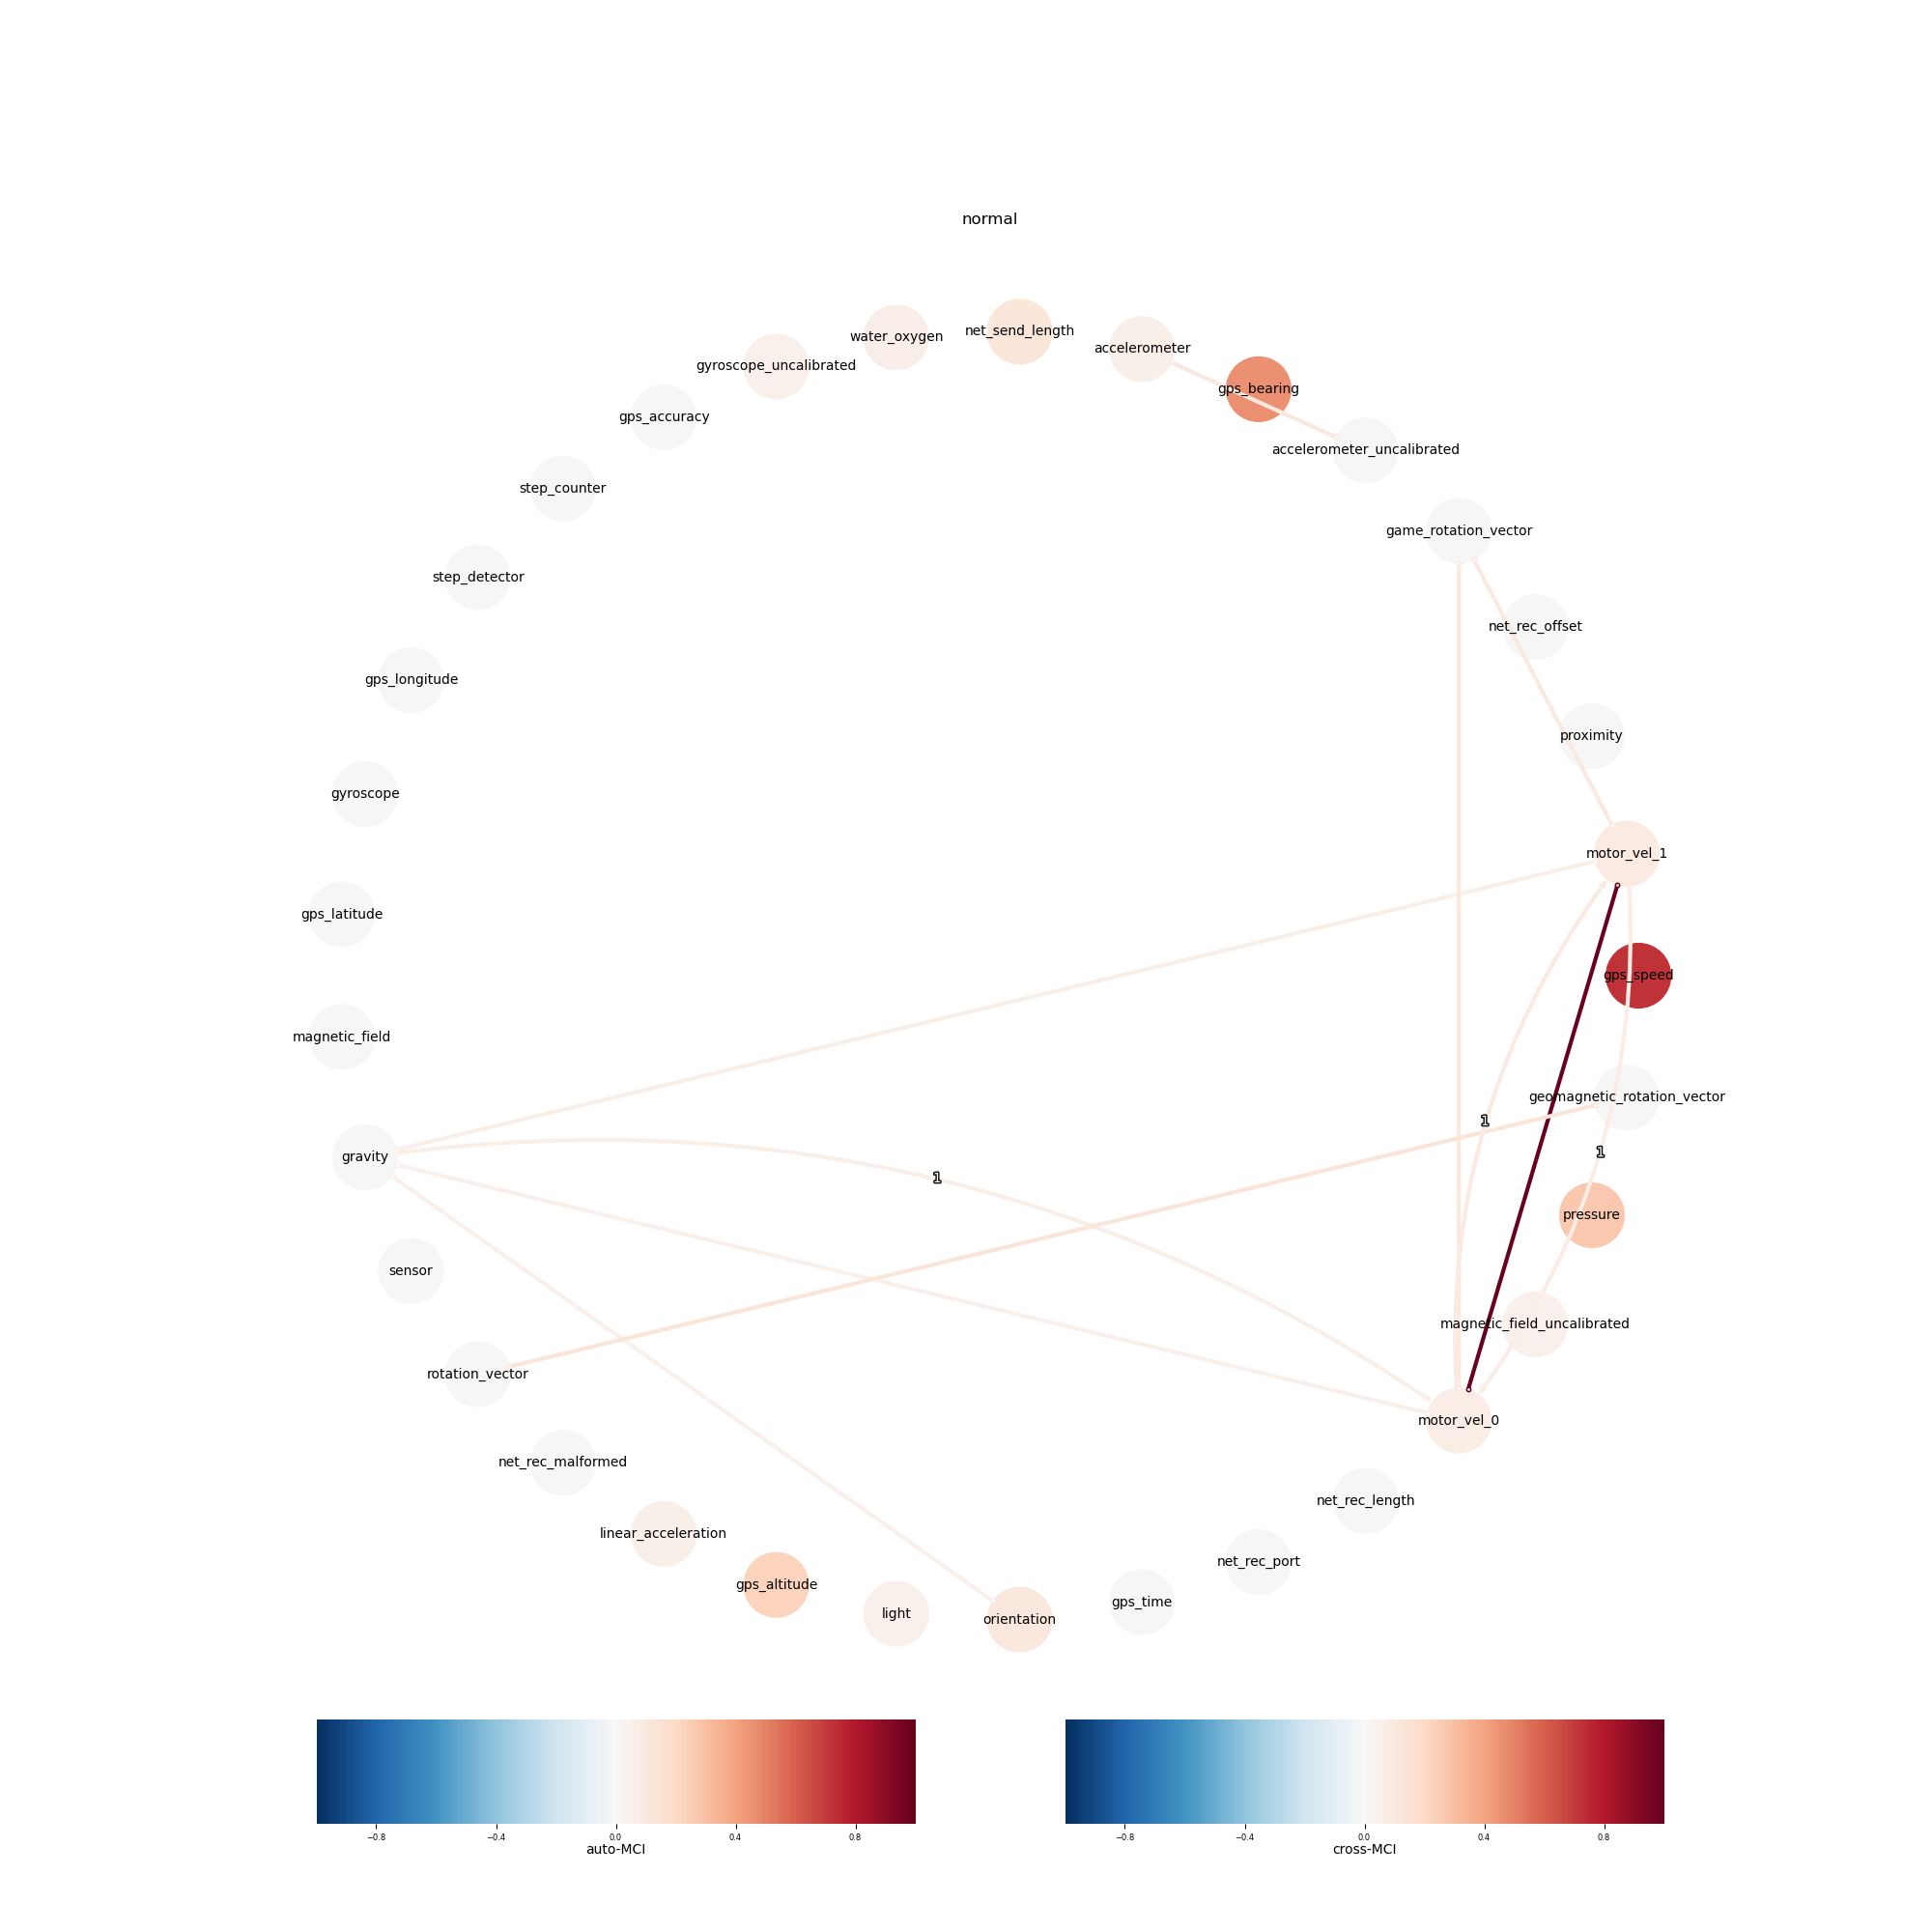 normal
net_send_length
water_oxygen
accelerometer
gyroscope_uncalibrated
gps_bearing
gps_accuracy
accelerometer_uncalibrated
step_counter
game_rotation_vector
step_detector
net_rec_offset
gps_longitude
proximity
gyroscope
motor_vel_1
gps_latitude
gps_speed
magnetic_field
geomagnetic_rotation_vector
1
1
gravity
1
pressure
sensor
magnetic_field_uncalibrated
rotation_vector
motor_vel_0
net_rec_malformed
net_rec_length
linear_acceleration
net_rec_port
gps_altitude
gps_time
light
orientation
−0.8 −0.4 0.0 0.4 0.8
auto-MCI
−0.8 −0.4 0.0 0.4 0.8
cross-MCI